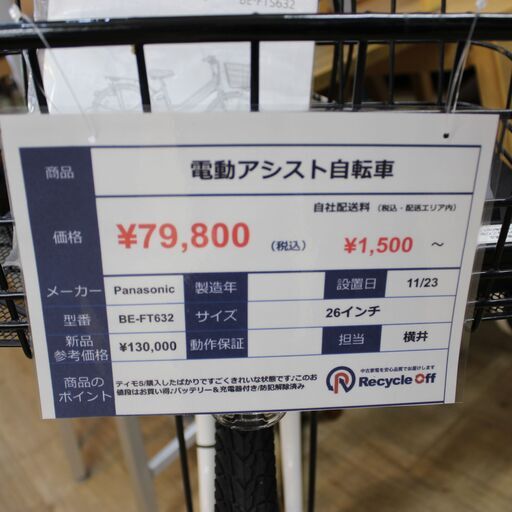 BE-FTS632
商品 電動アシスト自転車
自社配送料 (税込・配送エリア内)
価格 ¥79,800 (税込) ¥1,500 ～
メーカー Panasonic 製造年 設置日 11/23
型番 BE-FT632 サイズ 26インチ
新品
参考価格 ¥130,000 動作保証 担当 横井
商品の
ポイント
ティモS/購入したばかりですごくきれいな状態です♪このお
値段はお買い得♪バッテリー&充電器付き/防犯解除済み
中古家電を安心品質でお届けします
Recycle Off